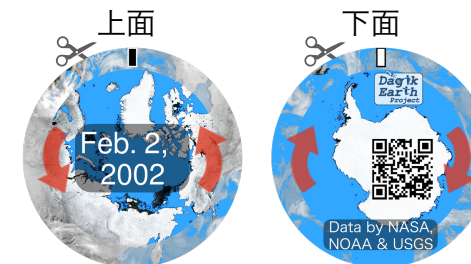 上面
下面
Feb. 2,
2002
Dagik
Earth
Project
Data by NASA,
NOAA & USGS